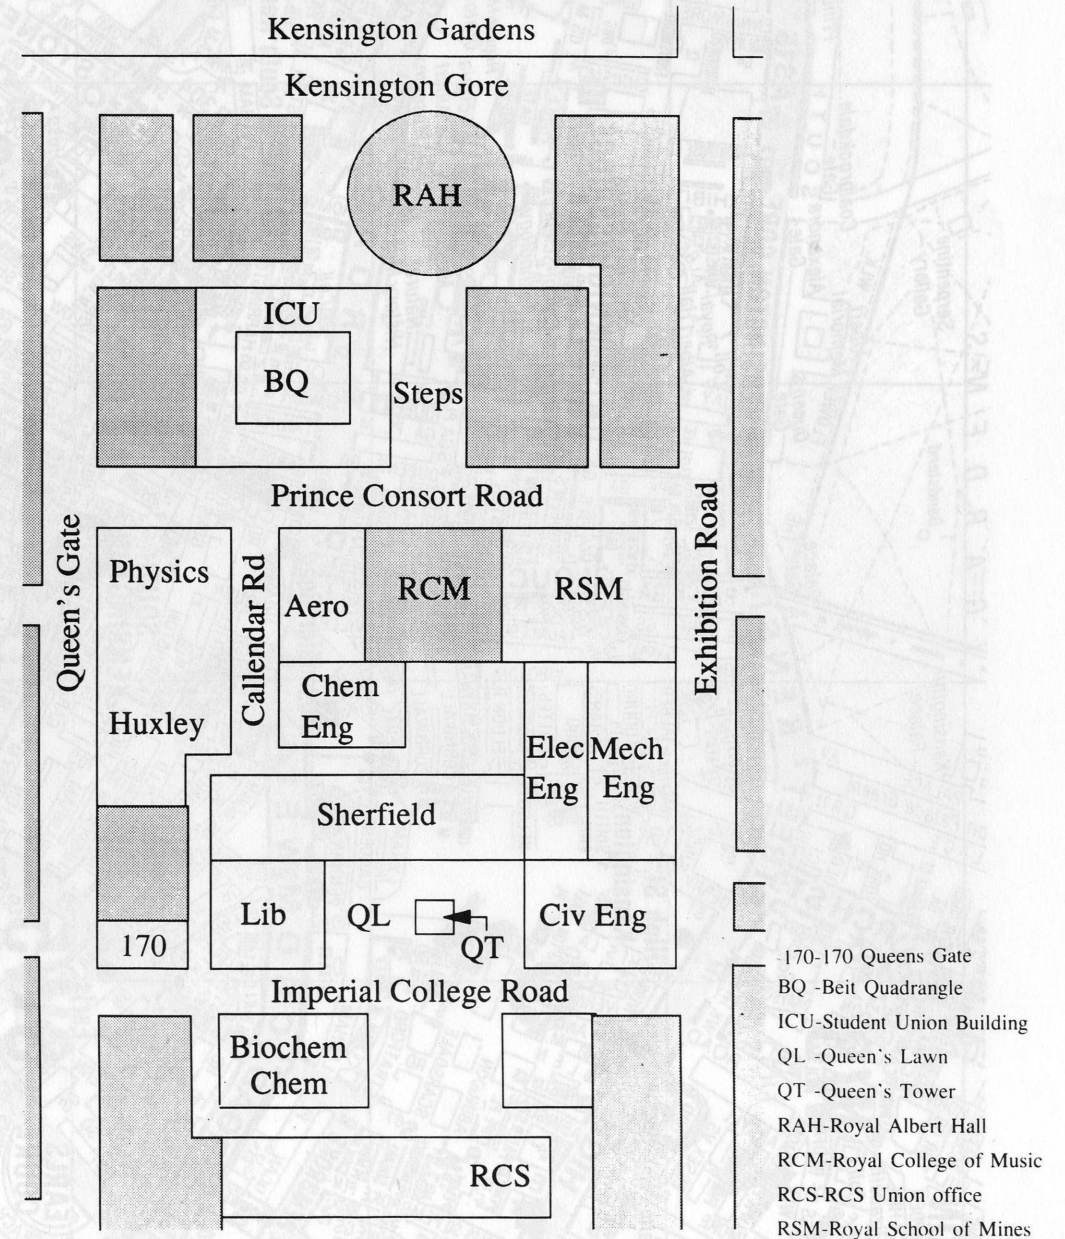 Kensington Gardens
Kensington Gore
RAH
ICU
BQ
Steps
Prince Consort Road
Queen's Gate
Physics
Callendar Rd
Aero
RCM
RSM
Exhibition Road
Chem
Eng
Huxley
Elec
Eng
Mech
Eng
Sherfield
Lib
QL
QT
Civ Eng
170
Imperial College Road
Biochem
Chem
RCS
170-170 Queens Gate
BQ -Beit Quadrangle
ICU-Student Union Building
QL -Queen's Lawn
QT -Queen's Tower
RAH-Royal Albert Hall
RCM-Royal College of Music
RCS-RCS Union office
RSM-Royal School of Mines